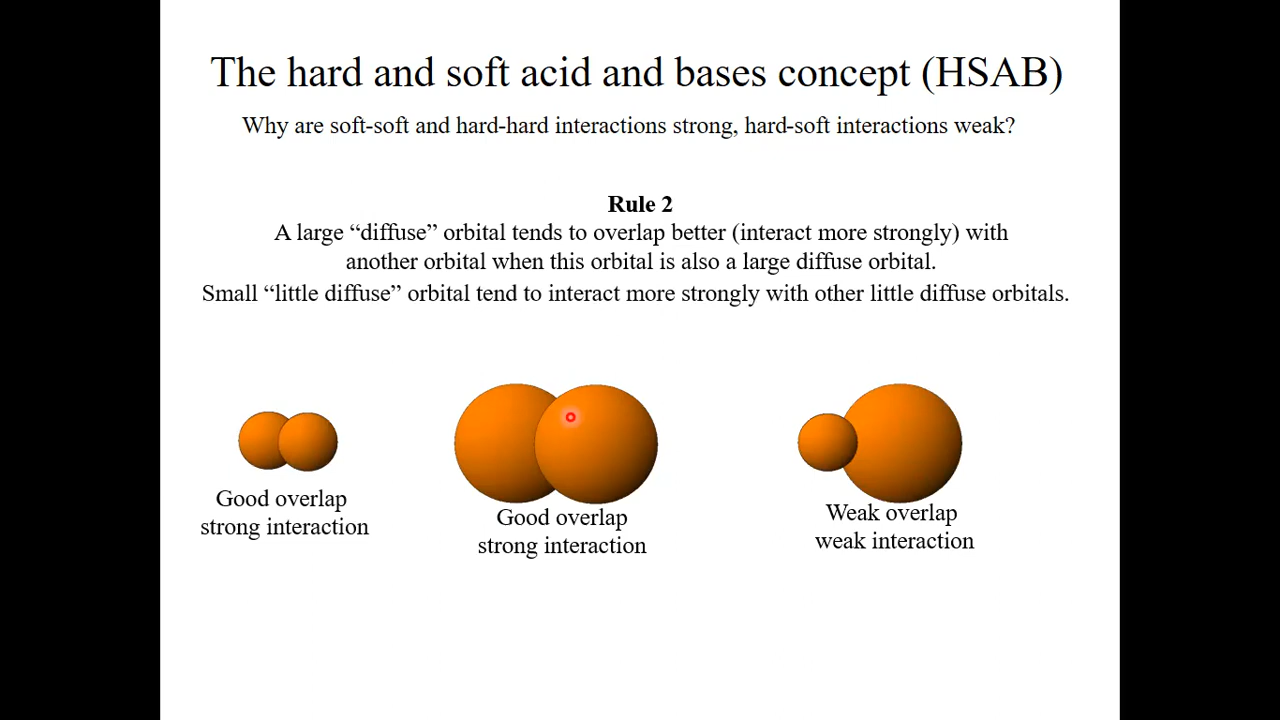 The hard and soft acid and bases concept (HSAB)
Why are soft-soft and hard-hard interactions strong, hard-soft interactions weak?
Rule 2
A large “diffuse” orbital tends to overlap better (interact more strongly) with
another orbital when this orbital is also a large diffuse orbital.
Small “little diffuse” orbital tend to interact more strongly with other little diffuse orbitals.
Good overlap
strong interaction
Good overlap
strong interaction
Weak overlap
weak interaction